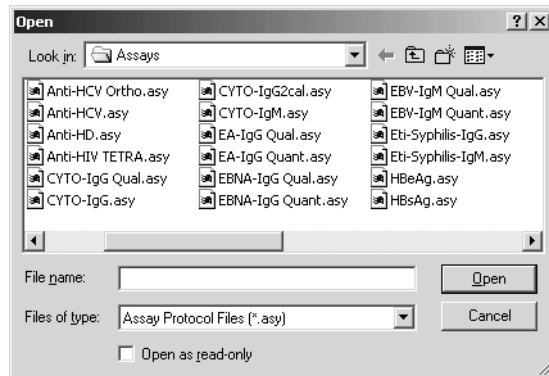 Open
Look in: Assays
Anti-HCV Ortho.asy
Anti-HCV.asy
Anti-HD.asy
Anti-HIV TETRA.asy
CYTO-IgG Qual.asy
CYTO-IgG.asy
CYTO-IgG2cal.asy
CYTO-IgM.asy
EA-IgG Qual.asy
EA-IgG Quant.asy
EBNA-IgG Qual.asy
EBNA-IgG Quant.asy
EBV-IgM Qual.asy
EBV-IgM Quant.asy
Eti-Syphilis-IgG.asy
Eti-Syphilis-IgM.asy
HBeAg.asy
HBsAg.asy
File name:
Open
Files of type: Assay Protocol Files (*.asy)
Cancel
Open as read-only